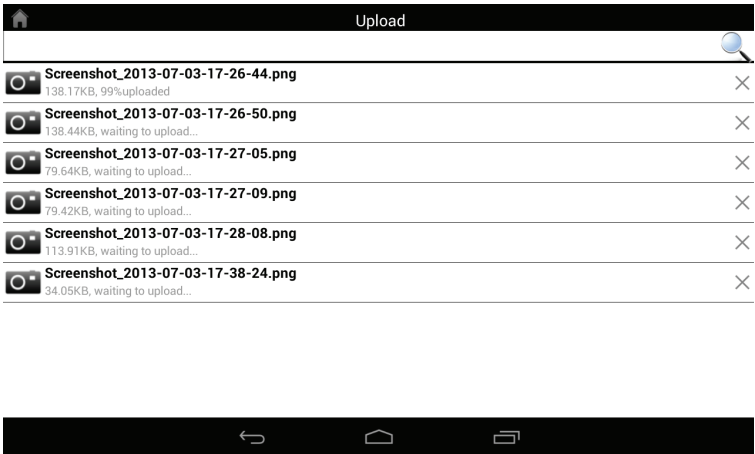 Upload
Screenshot_2013-07-03-17-26-44.png
138.17KB, 99%uploaded
Screenshot_2013-07-03-17-26-50.png
138.44KB, waiting to upload...
Screenshot_2013-07-03-17-27-05.png
79.64KB, waiting to upload...
Screenshot_2013-07-03-17-27-09.png
79.42KB, waiting to upload...
Screenshot_2013-07-03-17-28-08.png
113.91KB, waiting to upload...
Screenshot_2013-07-03-17-38-24.png
34.05KB, waiting to upload...